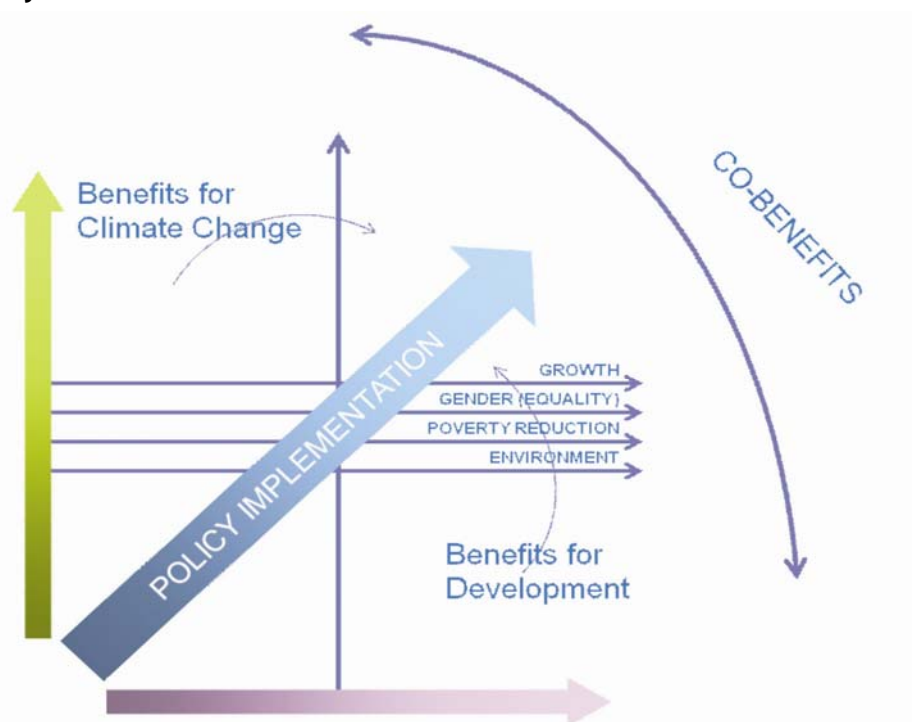 Benefits for
Climate Change
CO-BENEFITS
POLICY IMPLEMENTATION
GROWTH
GENDER (EQUALITY)
POVERTY REDUCTION
ENVIRONMENT
Benefits for
Development